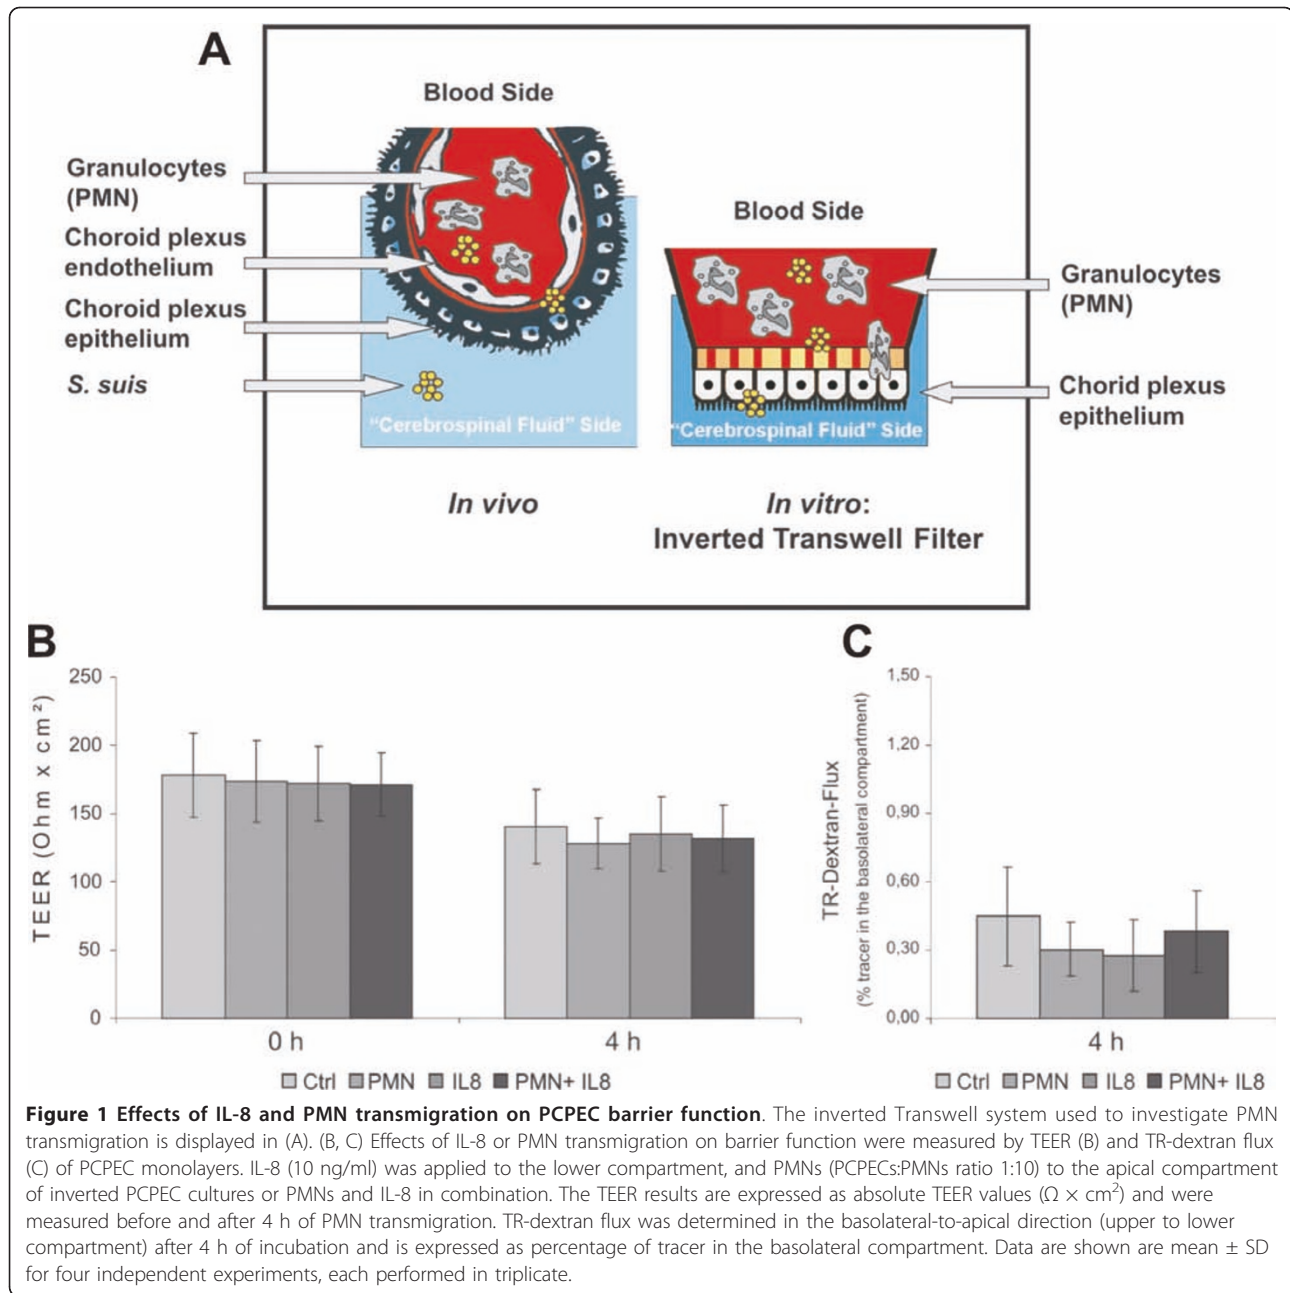 A
Blood Side
Granulocytes
(PMN)
Choroid plexus
endothelium
Choroid plexus
epithelium
S. suis
"Cerebrospinal Fluid" Side
In vivo
Blood Side
Granulocytes
(PMN)
Chorid plexus
epithelium
"Cerebrospinal Fluid" Side
In vitro:
Inverted Transwell Filter
B
TEER (Ohm x cm²)
250
200
150
100
50
0
0 h
4 h
Ctrl PMN IL8 PMN+ IL8
C
TR-Dextran-Flux
(% tracer in the basolateral compartment)
1,50
1,20
0,90
0,60
0,30
0,00
4 h
Ctrl PMN IL8 PMN+ IL8
Figure 1 Effects of IL-8 and PMN transmigration on PCPEC barrier function. The inverted Transwell system used to investigate PMN
transmigration is displayed in (A). (B, C) Effects of IL-8 or PMN transmigration on barrier function were measured by TEER (B) and TR-dextran flux
(C) of PCPEC monolayers. IL-8 (10 ng/ml) was applied to the lower compartment, and PMNs (PCPECs:PMNs ratio 1:10) to the apical compartment
of inverted PCPEC cultures or PMNs and IL-8 in combination. The TEER results are expressed as absolute TEER values (Ω × cm²) and were
measured before and after 4 h of PMN transmigration. TR-dextran flux was determined in the basolateral-to-apical direction (upper to lower
compartment) after 4 h of incubation and is expressed as percentage of tracer in the basolateral compartment. Data are shown are mean ± SD
for four independent experiments, each performed in triplicate.